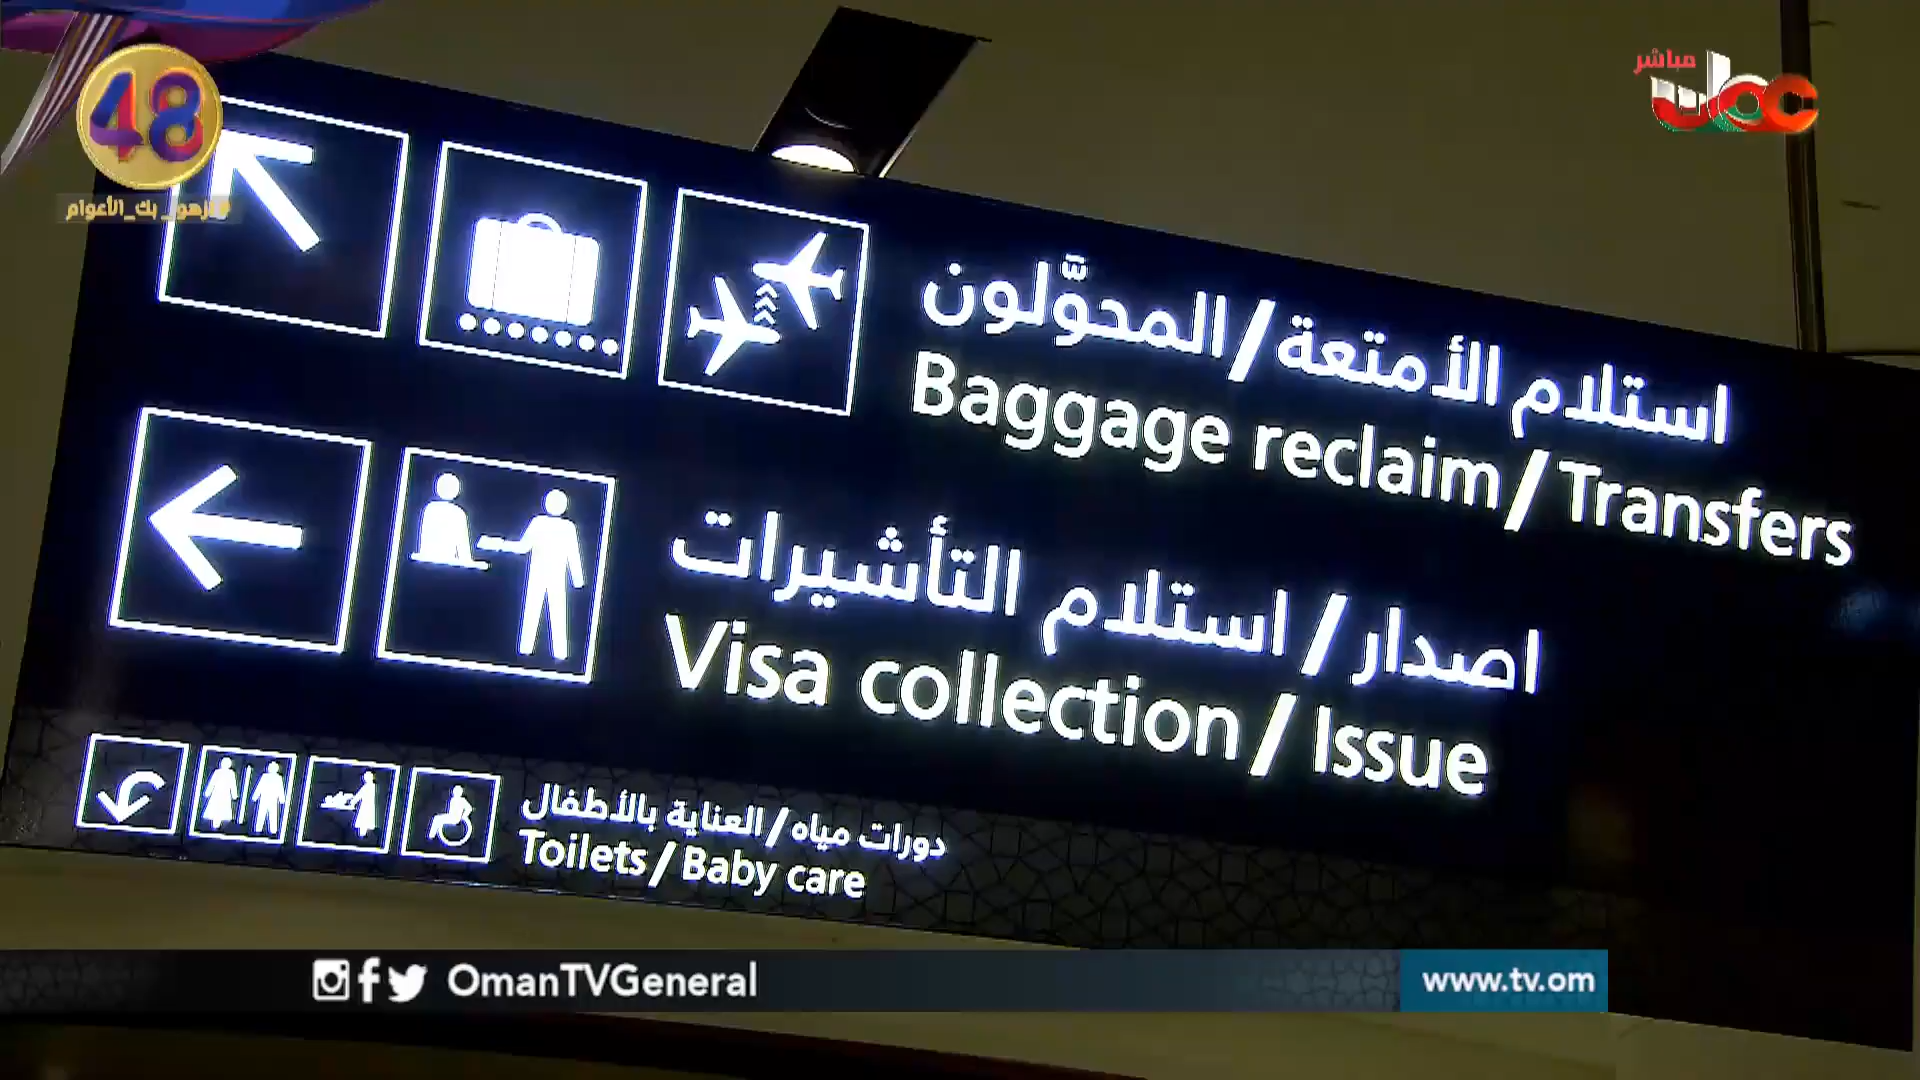 48
#تزهو_بك_الأعوام
مباشر
عمان
استلام الأمتعة/المحوَّلون
Baggage reclaim/Transfers
اصدار/استلام التأشيرات
Visa collection/Issue
دورات مياه/العناية بالأطفال
Toilets/Baby care
OmanTVGeneral
www.tv.om